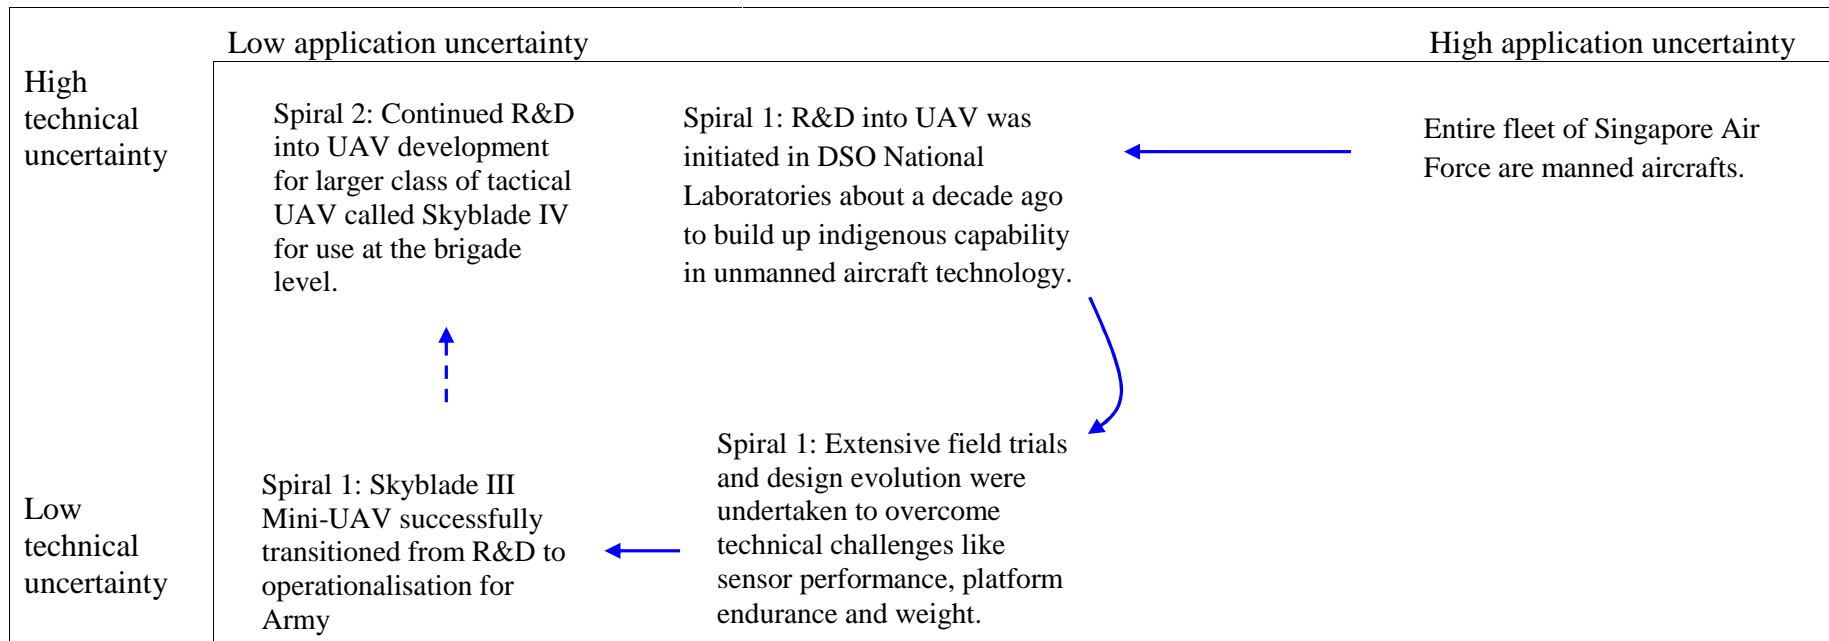 Low application uncertainty
High application uncertainty
High
technical
uncertainty
Spiral 2: Continued R&D
into UAV development
for larger class of tactical
UAV called Skyblade IV
for use at the brigade
level.
Spiral 1: R&D into UAV was
initiated in DSO National
Laboratories about a decade ago
to build up indigenous capability
in unmanned aircraft technology.
Entire fleet of Singapore Air
Force are manned aircrafts.
Low
technical
uncertainty
Spiral 1: Skyblade III
Mini-UAV successfully
transitioned from R&D to
operationalisation for
Army
Spiral 1: Extensive field trials
and design evolution were
undertaken to overcome
technical challenges like
sensor performance, platform
endurance and weight.